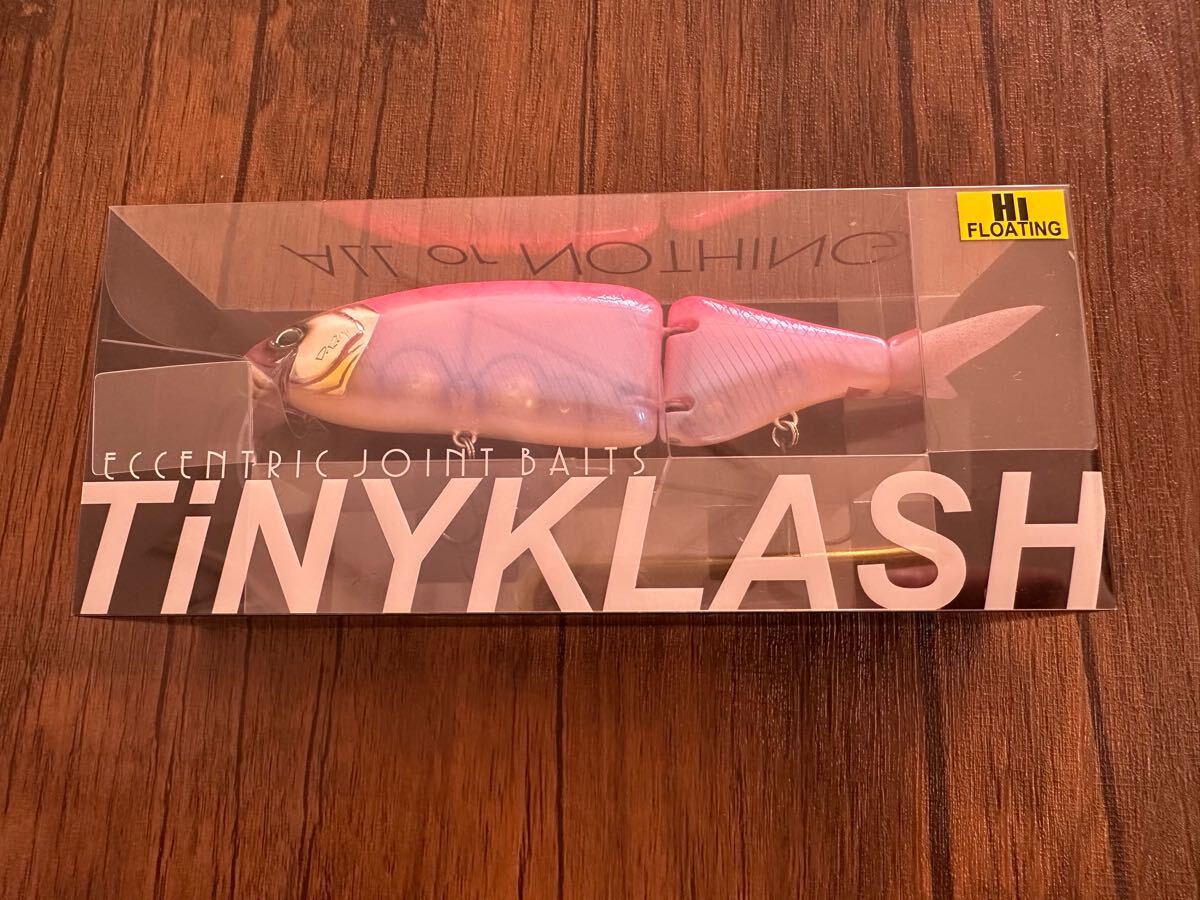 HI
FLOATING
ALL or NOTHING
ECCENTRIC JOINT BAITS
TiNYKLASH